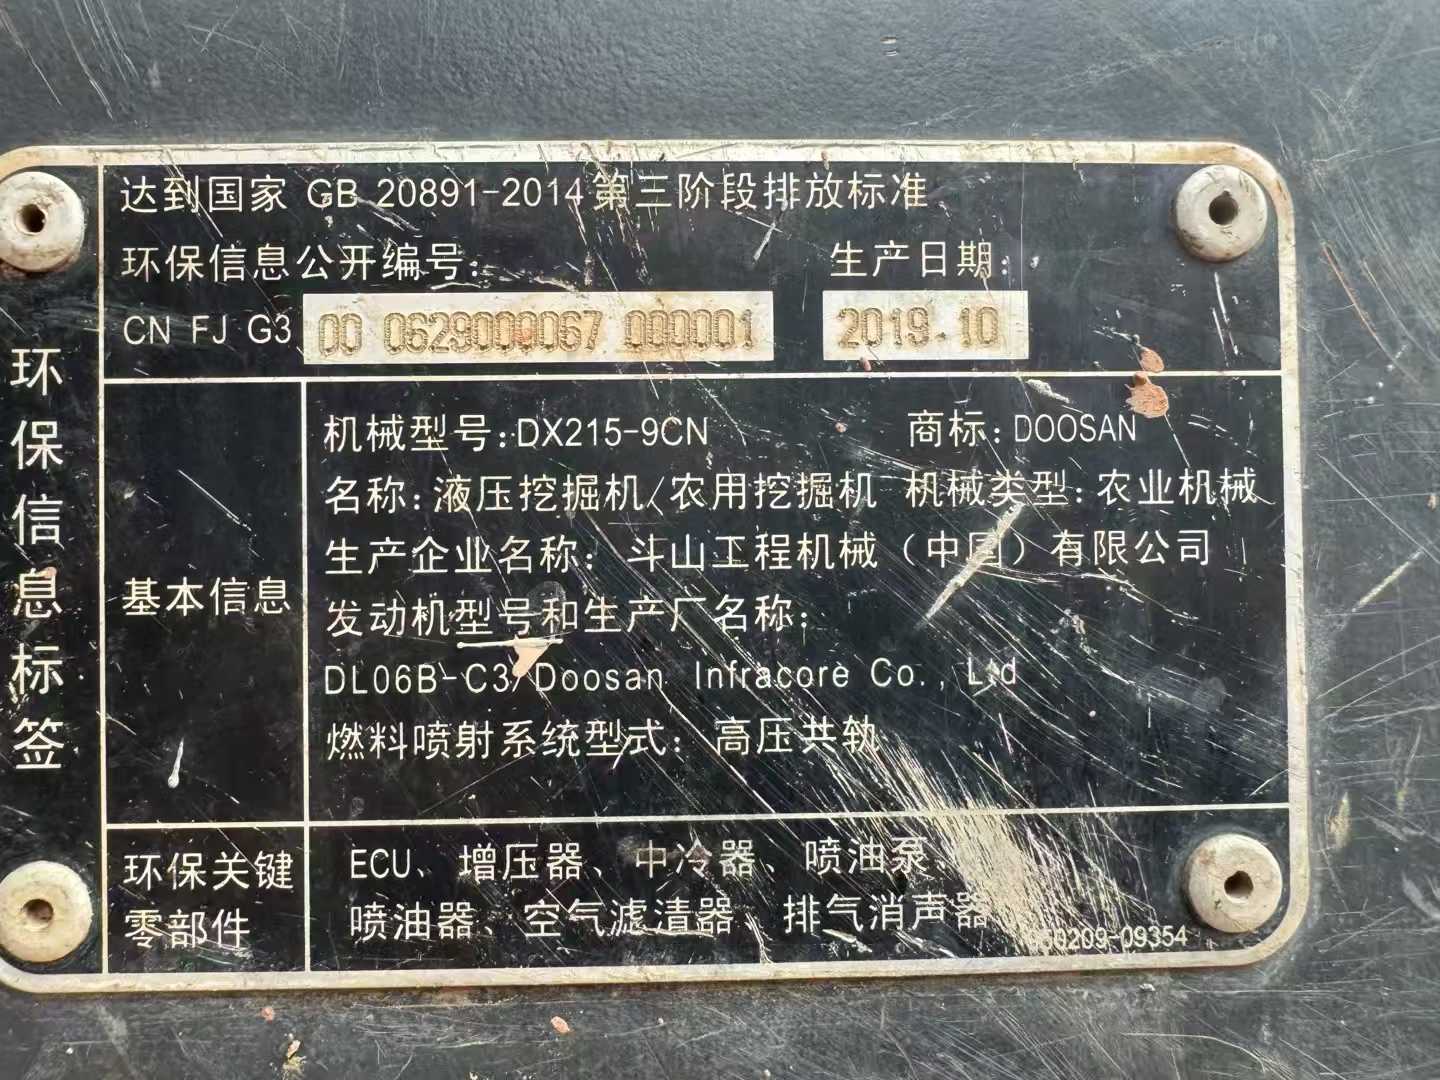 环保信息标签
达到国家 GB 20891-2014第三阶段排放标准
环保信息公开编号:
生产日期:
CN FJ G3 00 0629000067 000001
2019.10
基本信息
机械型号:DX215-9CN 商标:DOOSAN
名称:液压挖掘机/农用挖掘机 机械类型:农业机械
生产企业名称: 斗山工程机械(中国)有限公司
发动机型号和生产厂名称:
DL06B-C3/Doosan Infracore Co., Ltd
燃料喷射系统型式: 高压共轨
环保关键
零部件
ECU、增压器、中冷器、喷油泵、
喷油器、空气滤清器、排气消声器